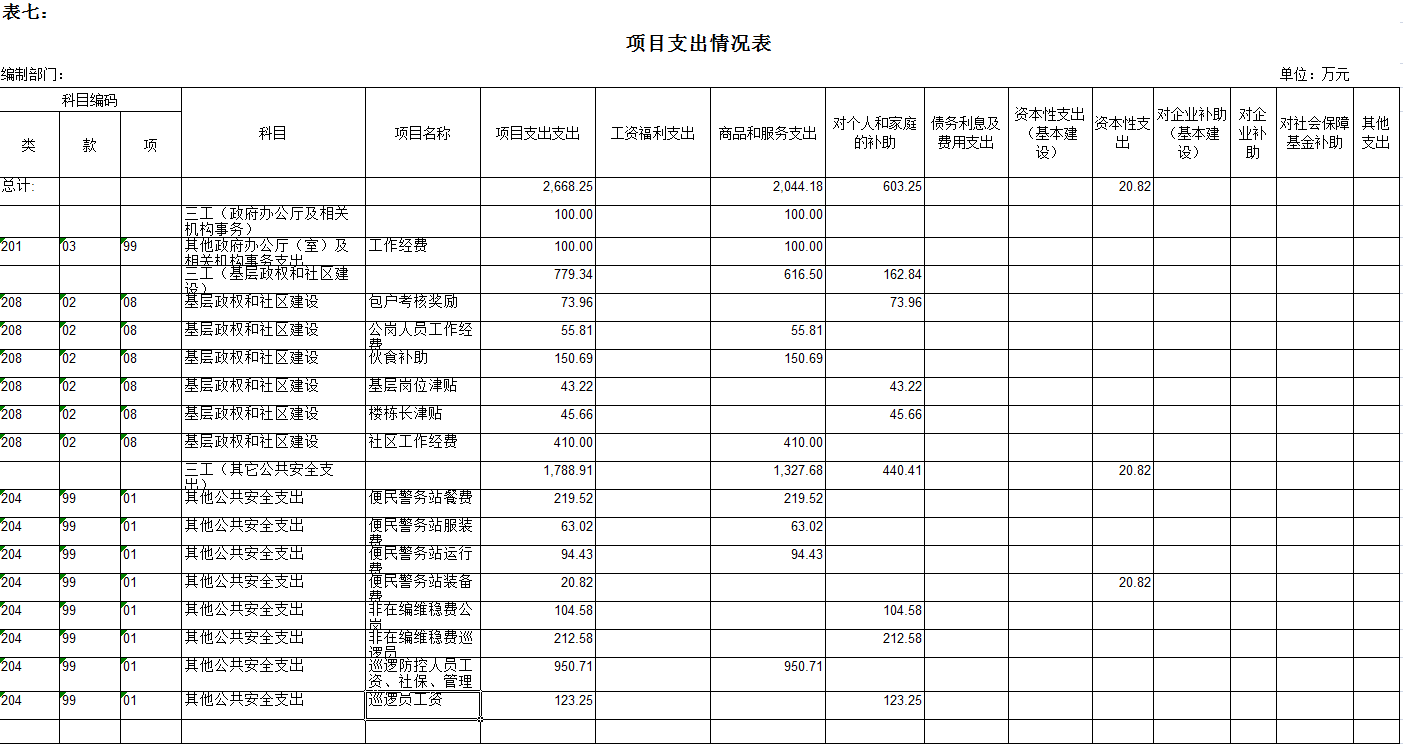 表七：
项目支出情况表
编制部门： 单位：万元
科目编码
类 款 项 科目 项目名称 项目支出支出 工资福利支出 商品和服务支出 对个人和家庭的补助 债务利息及费用支出 资本性支出（基本建设） 资本性支出 对企业补助（基本建设） 对企业补助 对社会保障基金补助 其他支出
总计: 2,668.25 2,044.18 603.25 20.82
三工（政府办公厅及相关机构事务） 100.00 100.00
201 03 99 其他政府办公厅（室）及相关机构事务支出 工作经费 100.00 100.00
三工（基层政权和社区建设） 779.34 616.50 162.84
208 02 08 基层政权和社区建设 包户考核奖励 73.96 73.96
208 02 08 基层政权和社区建设 公岗人员工作经费 55.81 55.81
208 02 08 基层政权和社区建设 伙食补助 150.69 150.69
208 02 08 基层政权和社区建设 基层岗位津贴 43.22 43.22
208 02 08 基层政权和社区建设 楼栋长津贴 45.66 45.66
208 02 08 基层政权和社区建设 社区工作经费 410.00 410.00
三工（其它公共安全支出） 1,788.91 1,327.68 440.41 20.82
204 99 01 其他公共安全支出 便民警务站餐费 219.52 219.52
204 99 01 其他公共安全支出 便民警务站服装费 63.02 63.02
204 99 01 其他公共安全支出 便民警务站运行费 94.43 94.43
204 99 01 其他公共安全支出 便民警务站装备费 20.82 20.82
204 99 01 其他公共安全支出 非在编维稳费公岗 104.58 104.58
204 99 01 其他公共安全支出 非在编维稳费巡逻员 212.58 212.58
204 99 01 其他公共安全支出 巡逻防控人员工资、社保、管理 950.71 950.71
204 99 01 其他公共安全支出 巡逻员工资 123.25 123.25